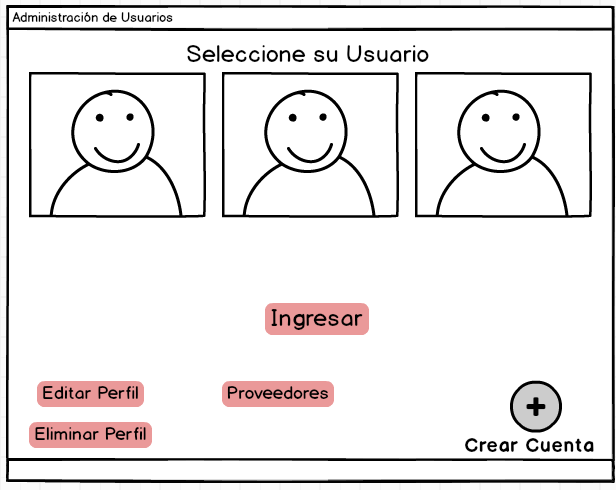 Administración de Usuarios
Seleccione su Usuario
Ingresar
Editar Perfil
Proveedores
Eliminar Perfil
Crear Cuenta